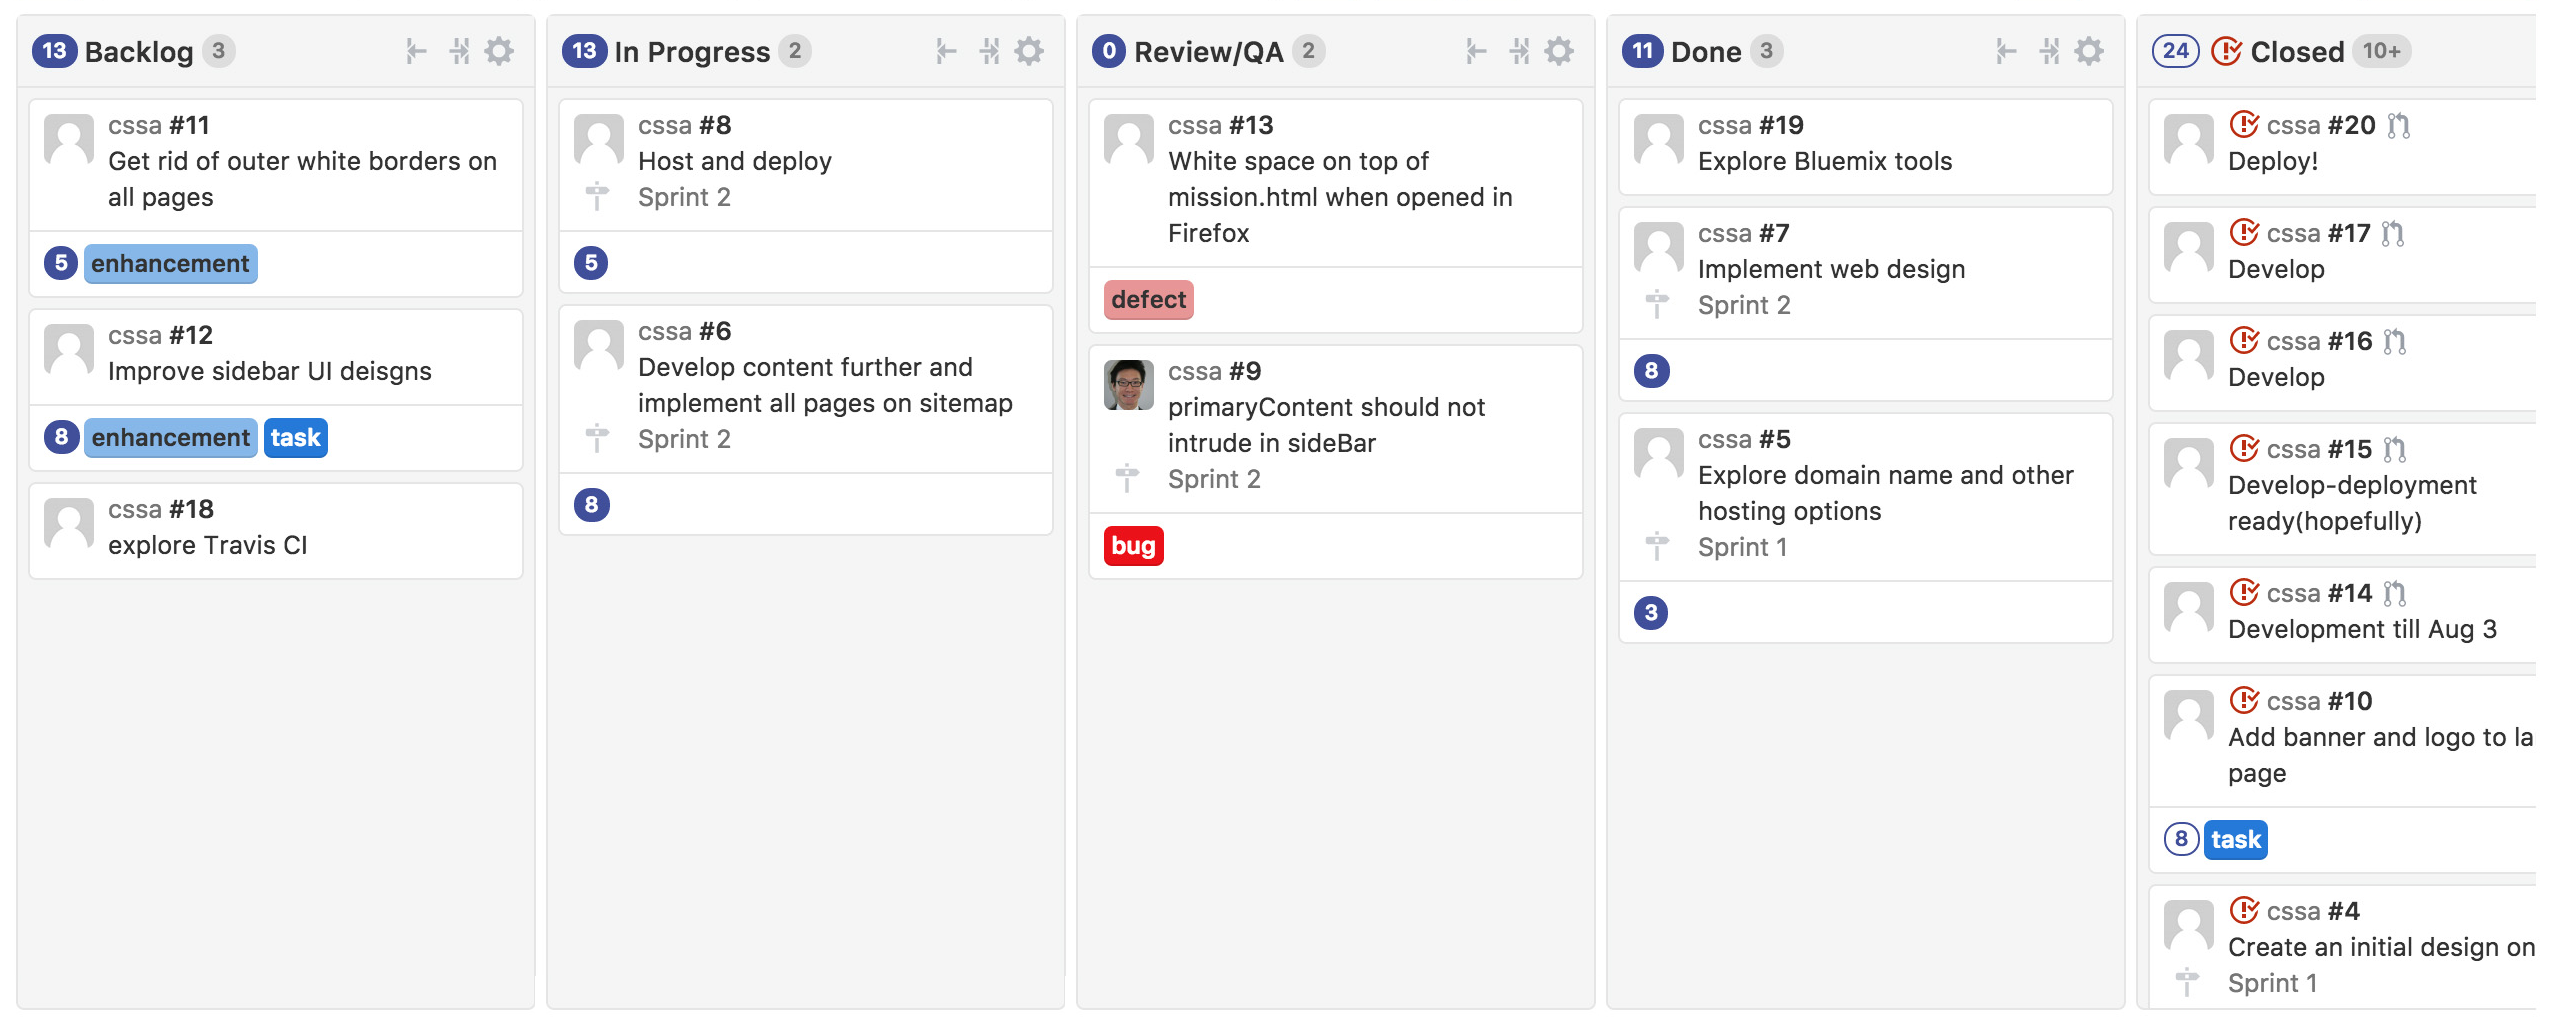 13 Backlog 3
cssa #11
Get rid of outer white borders on
all pages
5 enhancement
cssa #12
Improve sidebar UI deisgns
8 enhancement task
cssa #18
explore Travis CI
13 In Progress 2
cssa #8
Host and deploy
Sprint 2
5
cssa #6
Develop content further and
implement all pages on sitemap
Sprint 2
8
0 Review/QA 2
cssa #13
White space on top of
mission.html when opened in
Firefox
defect
cssa #9
primaryContent should not
intrude in sideBar
Sprint 2
bug
11 Done 3
cssa #19
Explore Bluemix tools
cssa #7
Implement web design
Sprint 2
8
cssa #5
Explore domain name and other
hosting options
Sprint 1
3
24 Closed 10+
cssa #20
Deploy!
cssa #17
Develop
cssa #16
Develop
cssa #15
Develop-deployment
ready(hopefully)
cssa #14
Development till Aug 3
cssa #10
Add banner and logo to la
page
8 task
cssa #4
Create an initial design on
Sprint 1